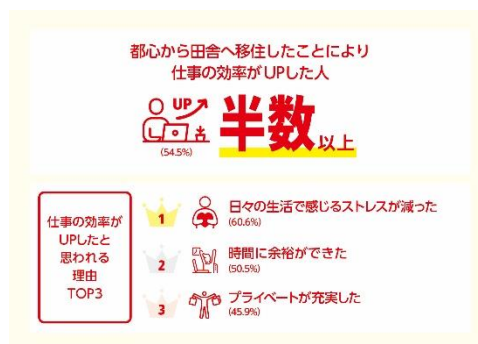 都心から田舎へ移住したことにより
仕事の効率がUPした人
UP
半数以上
(54.5%)
仕事の効率が
UPしたと
思われる
理由
TOP3
1
日々の生活で感じるストレスが減った
(60.6%)
2
時間に余裕ができた
(50.5%)
3
プライベートが充実した
(45.9%)